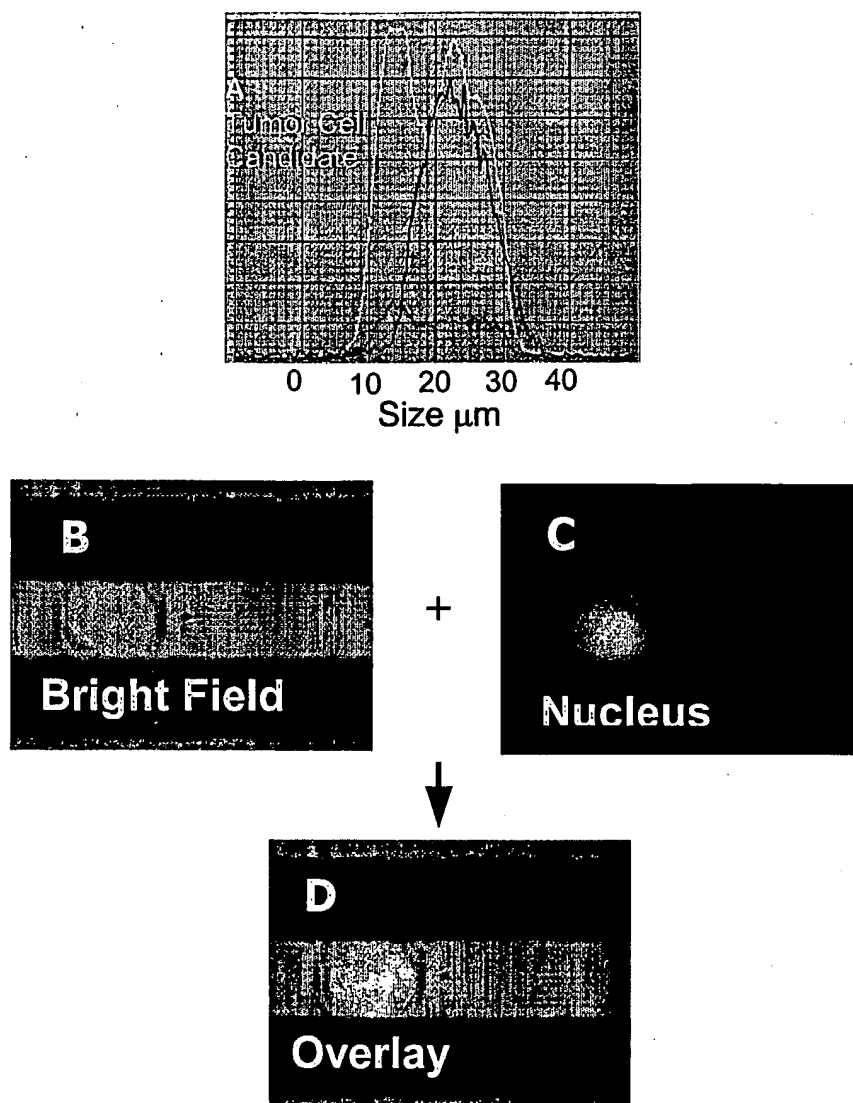 A
Tumor Cell
Candidate
0 10 20 30 40
Size μm
B
Bright Field
+
C
Nucleus
D
Overlay